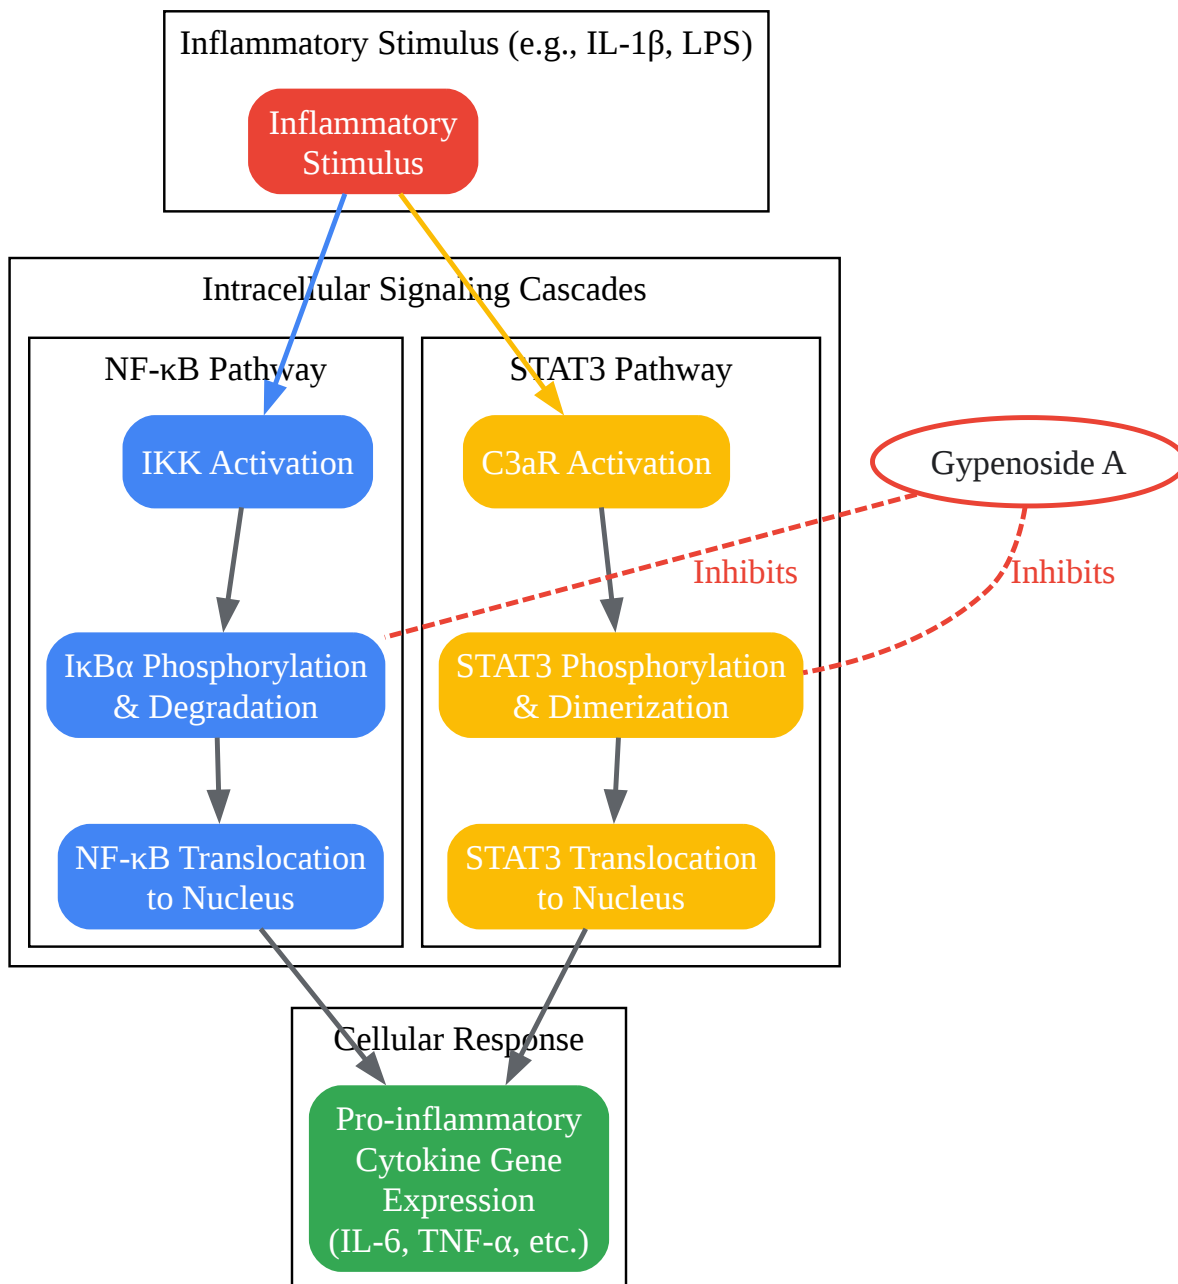 Inflammatory Stimulus (e.g., IL-1β, LPS)
Inflammatory
Stimulus
Intracellular Signaling Cascades
NF-κB Pathway
STAT3 Pathway
IKK Activation
C3aR Activation
Gypenoside A
Inhibits
Inhibits
IκBα Phosphorylation
& Degradation
STAT3 Phosphorylation
& Dimerization
NF-κB Translocation
to Nucleus
STAT3 Translocation
to Nucleus
Cellular Response
Pro-inflammatory
Cytokine Gene
Expression
(IL-6, TNF-α, etc.)